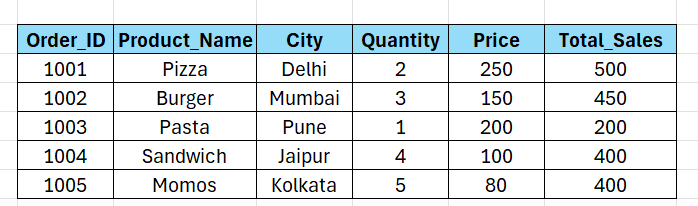 Order_ID Product_Name City Quantity Price Total_Sales
1001 Pizza Delhi 2 250 500
1002 Burger Mumbai 3 150 450
1003 Pasta Pune 1 200 200
1004 Sandwich Jaipur 4 100 400
1005 Momos Kolkata 5 80 400